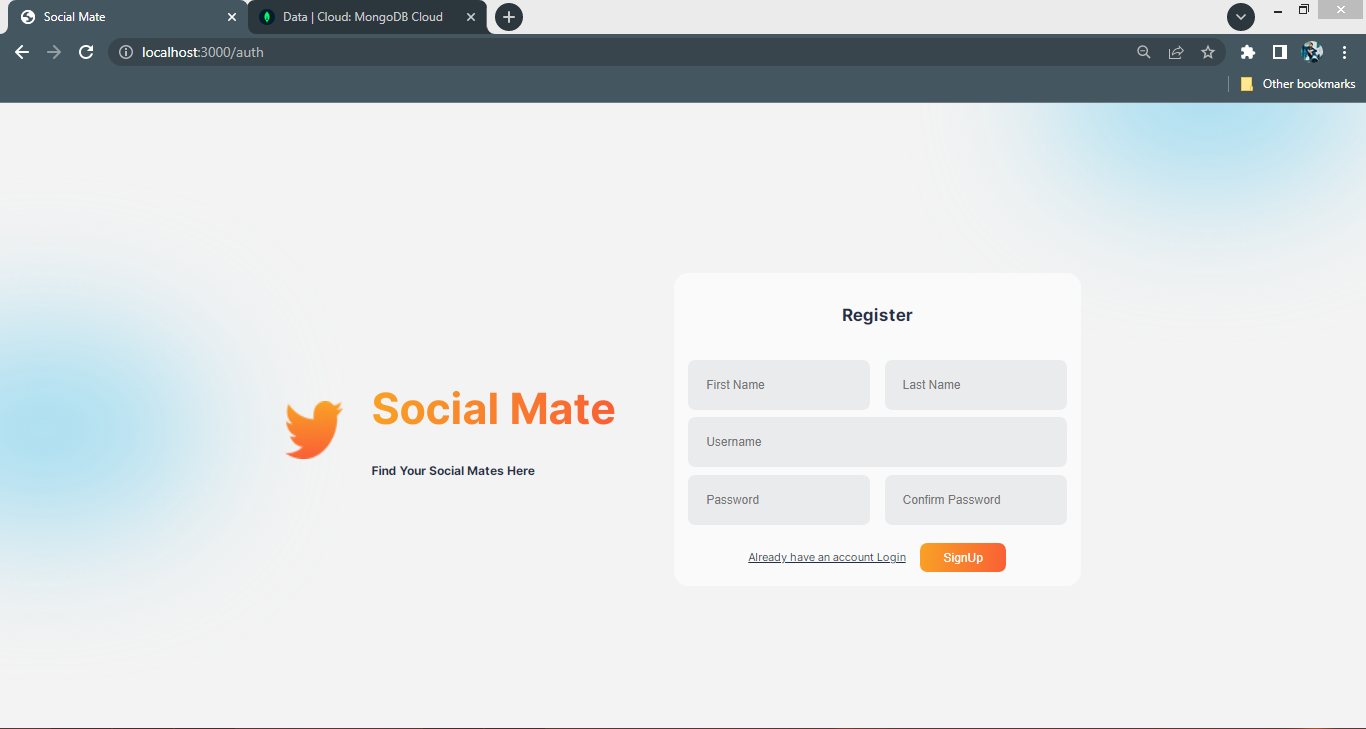 Social Mate
Data | Cloud: MongoDB Cloud
localhost:3000/auth
Other bookmarks
Register
First Name
Last Name
Social Mate
Username
Find Your Social Mates Here
Password
Confirm Password
Already have an account Login
SignUp